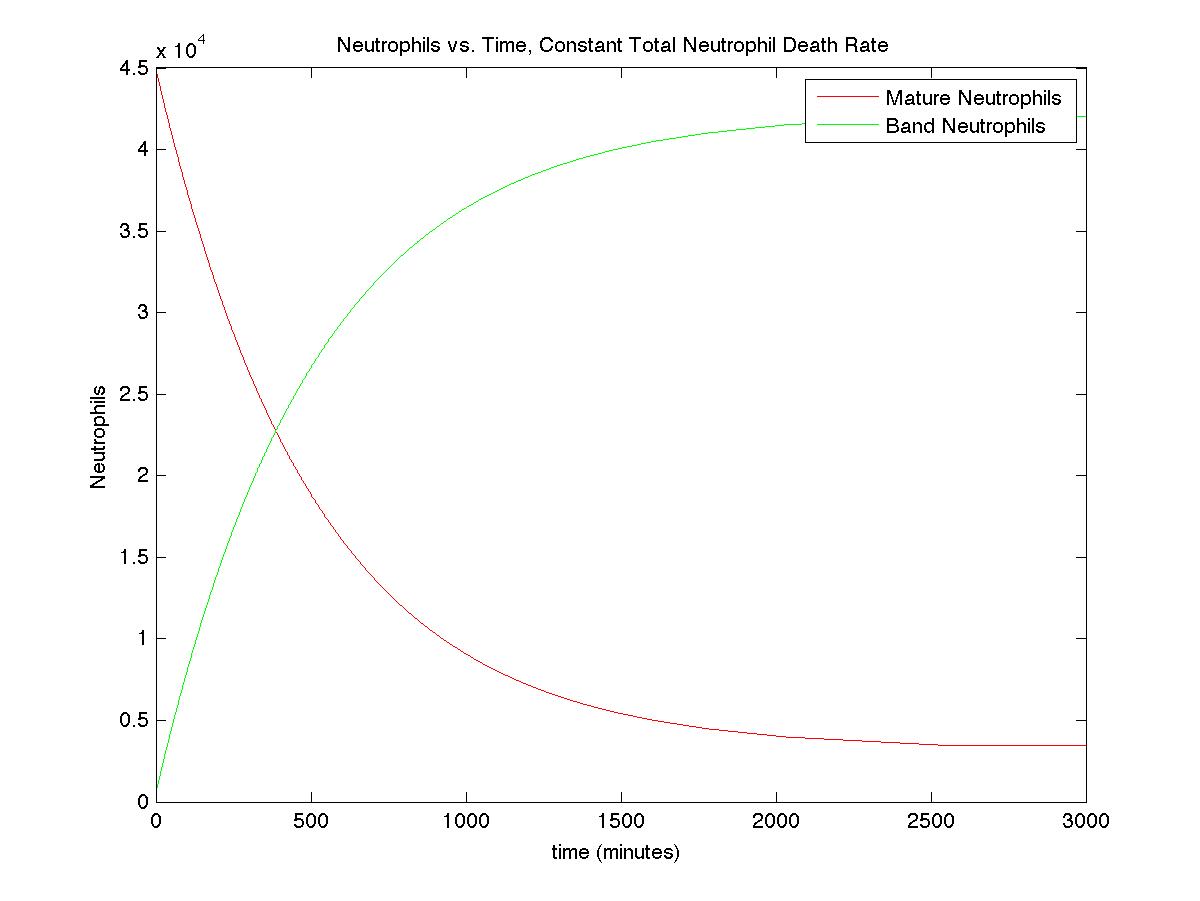 Neutrophils vs. Time, Constant Total Neutrophil Death Rate
x 10^4
Mature Neutrophils
Band Neutrophils
4.5
4
3.5
3
2.5
2
1.5
1
0.5
0
Neutrophils
0 500 1000 1500 2000 2500 3000
time (minutes)